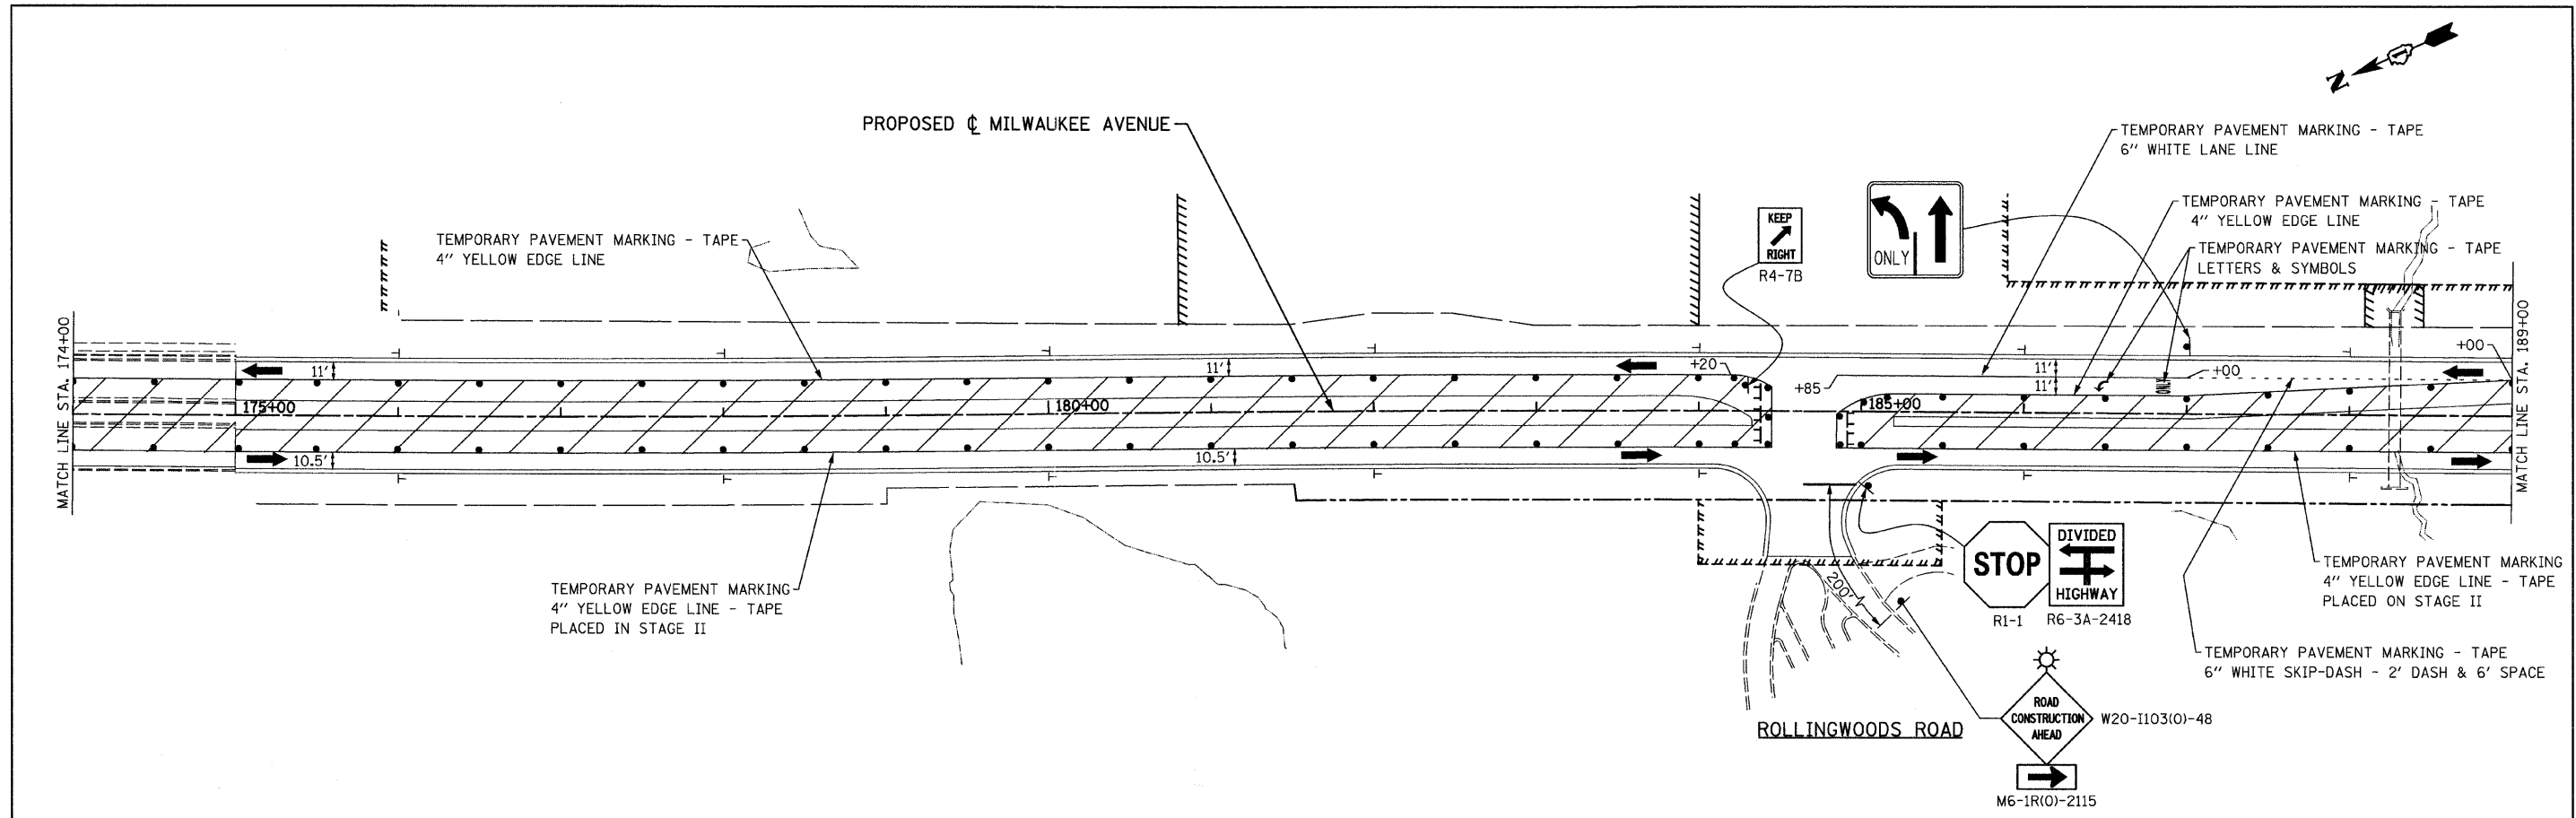 N
PROPOSED ℄ MILWAUKEE AVENUE
TEMPORARY PAVEMENT MARKING - TAPE
6" WHITE LANE LINE
TEMPORARY PAVEMENT MARKING - TAPE
4" YELLOW EDGE LINE
KEEP
RIGHT
R4-7B
ONLY
TEMPORARY PAVEMENT MARKING - TAPE
4" YELLOW EDGE LINE
TEMPORARY PAVEMENT MARKING - TAPE
LETTERS & SYMBOLS
MATCH LINE STA. 174+00
MATCH LINE STA. 189+00
11'
11'
+20
+85
11'
11'
+00
+00
175+00
180+00
185+00
10.5'
10.5'
TEMPORARY PAVEMENT MARKING
4" YELLOW EDGE LINE - TAPE
PLACED IN STAGE II
200'
STOP
R1-1
DIVIDED
HIGHWAY
R6-3A-2418
TEMPORARY PAVEMENT MARKING
4" YELLOW EDGE LINE - TAPE
PLACED ON STAGE II
TEMPORARY PAVEMENT MARKING - TAPE
6" WHITE SKIP-DASH - 2' DASH & 6' SPACE
ROLLINGWOODS ROAD
ROAD
CONSTRUCTION
AHEAD
W20-I103(O)-48
M6-1R(O)-2115